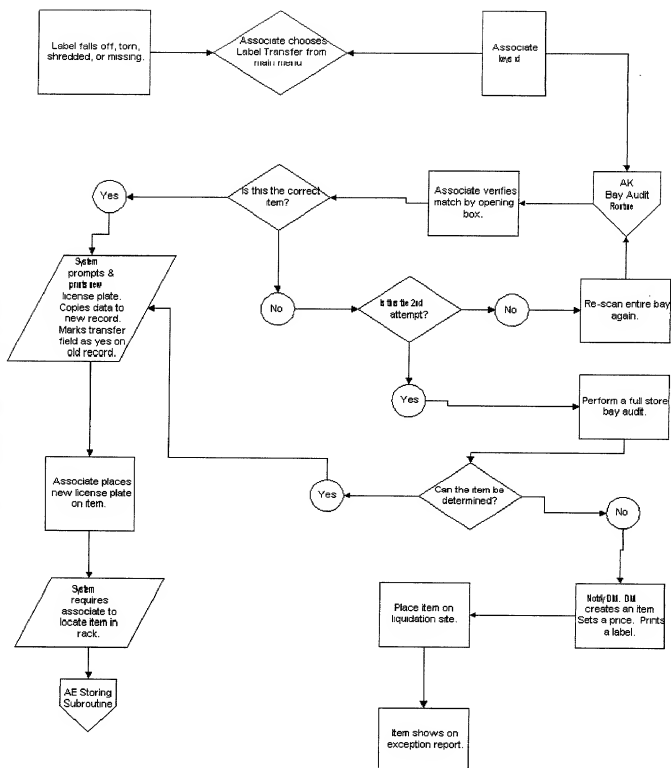 Label falls off, torn,
shredded, or missing.
Associate chooses
Label Transfer from
main menu
Associate
keys id
AK
Bay Audit
Routine
Associate verifies
match by opening
box.
Is this the correct
item?
Yes
System
prompts &
prints new
license plate.
Copies data to
new record.
Marks transfer
field as yes on
old record.
No
Is this the 2nd
attempt?
No
Re-scan entire bay
again.
Yes
Perform a full store
bay audit.
Can the item be
determined?
Yes
No
Associate places
new license plate
on item.
System
requires
associate to
locate item in
rack.
AE Storing
Subroutine
Notify DM. DM
creates an item
Sets a price. Prints
a label.
Place item on
liquidation site.
Item shows on
exception report.